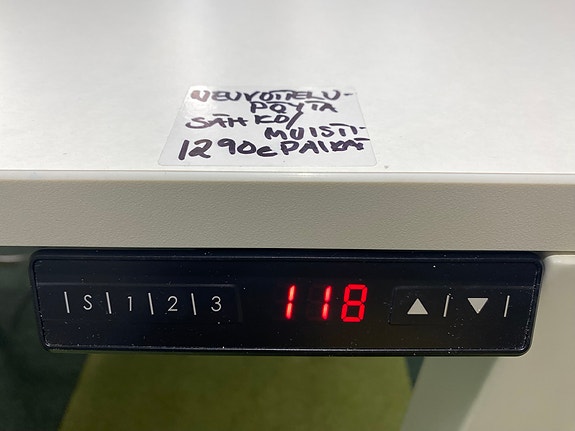 NEUVOTTELU-
PÖYTÄ
SÄHKÖ/
MUISTI-
1290€ PAIKAT
| S | 1 | 2 | 3 118 ▲ | ▼ |